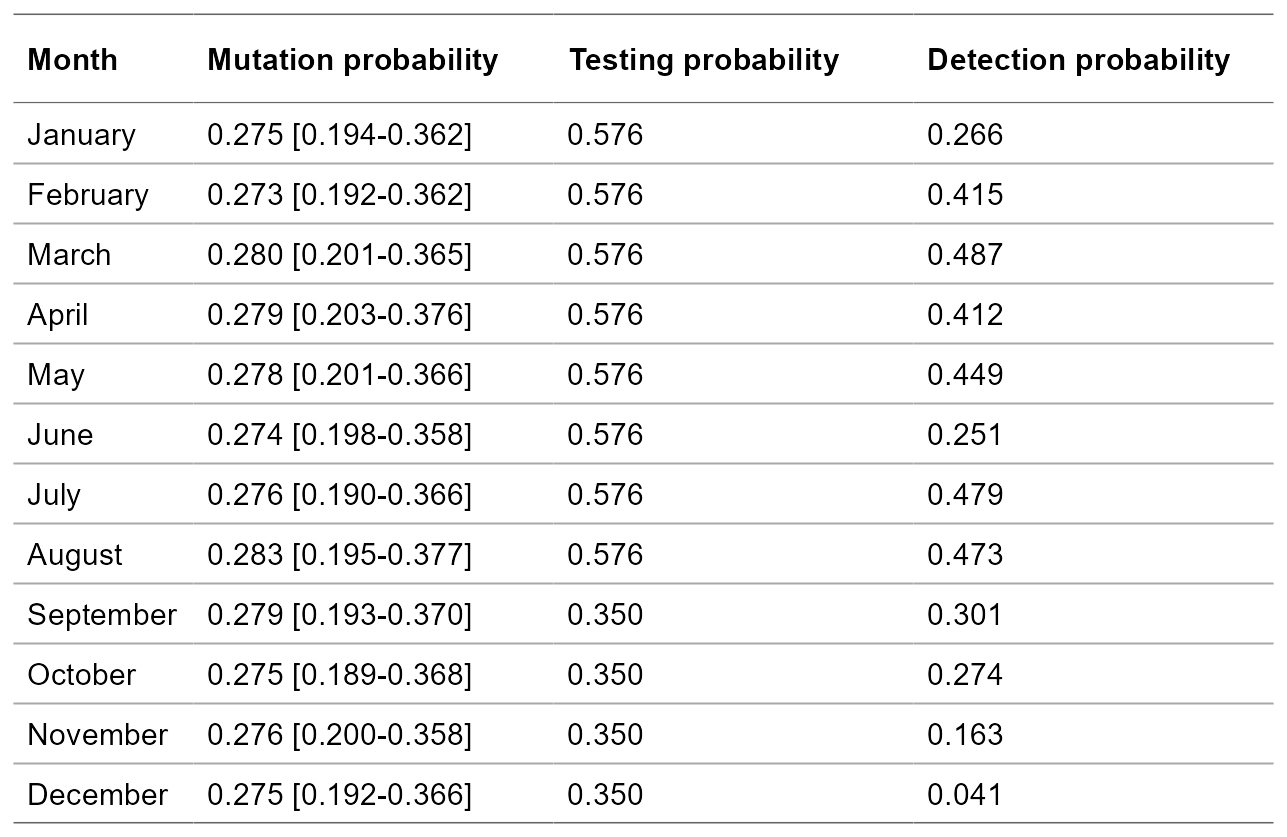 Month Mutation probability Testing probability Detection probability
January 0.275 [0.194-0.362] 0.576 0.266
February 0.273 [0.192-0.362] 0.576 0.415
March 0.280 [0.201-0.365] 0.576 0.487
April 0.279 [0.203-0.376] 0.576 0.412
May 0.278 [0.201-0.366] 0.576 0.449
June 0.274 [0.198-0.358] 0.576 0.251
July 0.276 [0.190-0.366] 0.576 0.479
August 0.283 [0.195-0.377] 0.576 0.473
September 0.279 [0.193-0.370] 0.350 0.301
October 0.275 [0.189-0.368] 0.350 0.274
November 0.276 [0.200-0.358] 0.350 0.163
December 0.275 [0.192-0.366] 0.350 0.041